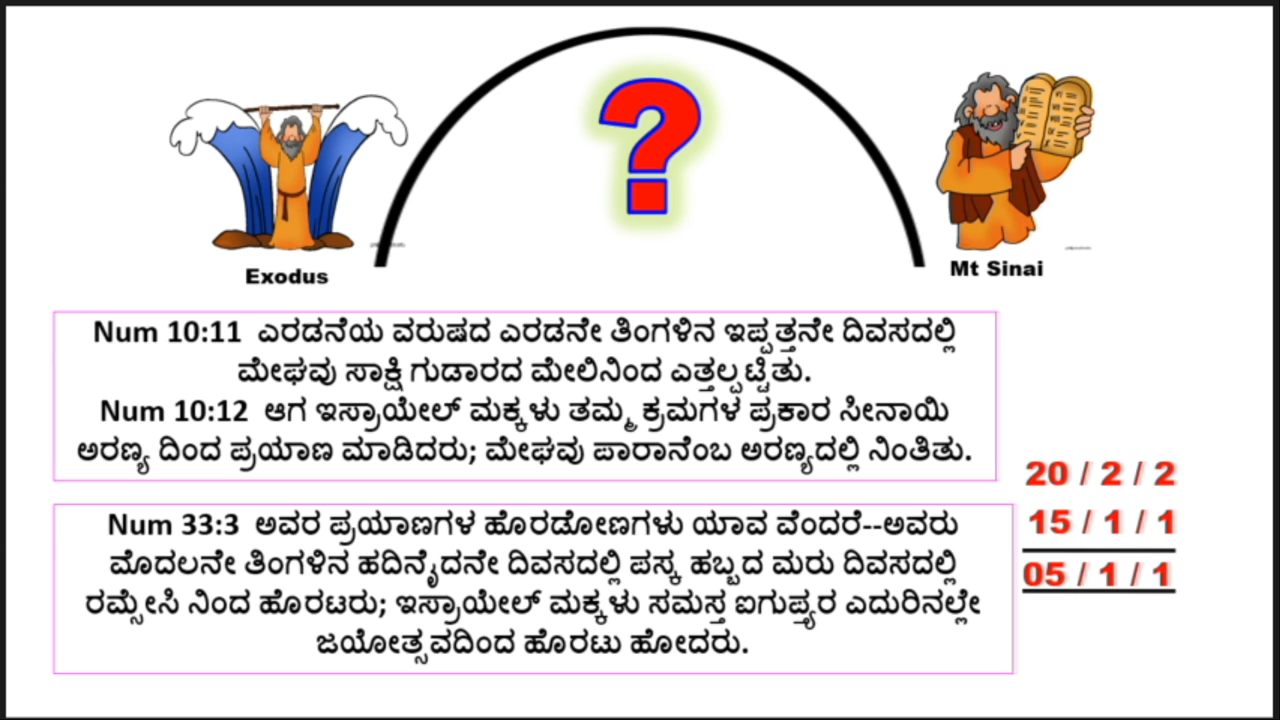 Exodus
Mt Sinai
Num 10:11 ಎರಡನೆಯ ವರುಷದ ಎರಡನೇ ತಿಂಗಳಿನ ಇಪ್ಪತ್ತನೇ ದಿವಸದಲ್ಲಿ
ಮೇಘವು ಸಾಕ್ಷಿ ಗುಡಾರದ ಮೇಲಿನಿಂದ ಎತ್ತಲ್ಪಟ್ಟಿತು.
Num 10:12 ಆಗ ಇಸ್ರಾಯೇಲ್ ಮಕ್ಕಳು ತಮ್ಮ ಕ್ರಮಗಳ ಪ್ರಕಾರ ಸೀನಾಯಿ
ಅರಣ್ಯ ದಿಂದ ಪ್ರಯಾಣ ಮಾಡಿದರು; ಮೇಘವು ಪಾರಾನೆಂಬ ಅರಣ್ಯದಲ್ಲಿ ನಿಂತಿತು.
20 / 2 / 2
15 / 1 / 1
05 / 1 / 1
Num 33:3 ಅವರ ಪ್ರಯಾಣಗಳ ಹೊರಡೋಣಗಳು ಯಾವ ವೆಂದರೆ--ಅವರು
ಮೊದಲನೇ ತಿಂಗಳಿನ ಹದಿನೈದನೇ ದಿವಸದಲ್ಲಿ ಪಸ್ಕ ಹಬ್ಬದ ಮರು ದಿವಸದಲ್ಲಿ
ರಮ್ಸೇಸಿ ನಿಂದ ಹೊರಟರು; ಇಸ್ರಾಯೇಲ್ ಮಕ್ಕಳು ಸಮಸ್ತ ಐಗುಪ್ತ್ಯರ ಎದುರಿನಲ್ಲೇ
ಜಯೋತ್ಸವದಿಂದ ಹೊರಟು ಹೋದರು.